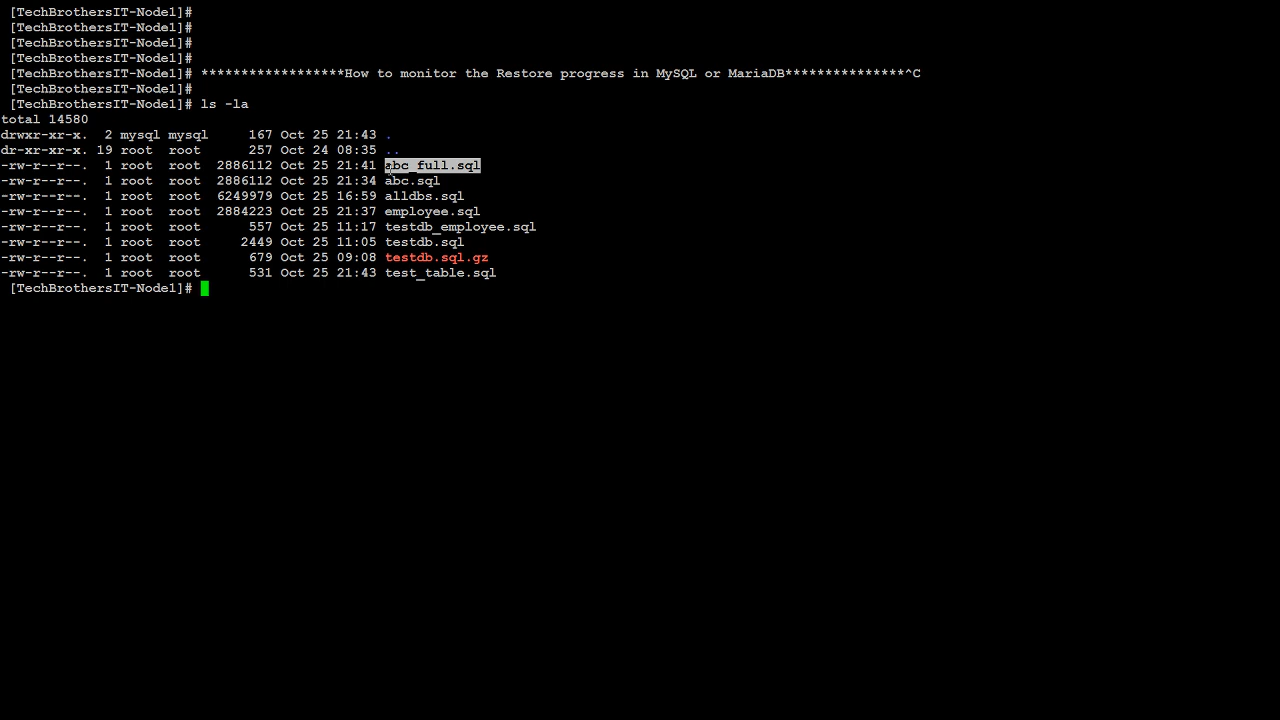 [TechBrothersIT-Node1]#
[TechBrothersIT-Node1]#
[TechBrothersIT-Node1]#
[TechBrothersIT-Node1]#
[TechBrothersIT-Node1]# ******************How to monitor the Restore progress in MySQL or MariaDB***************^C
[TechBrothersIT-Node1]#
[TechBrothersIT-Node1]# ls -la
total 14580
drwxr-xr-x.  2 mysql mysql     167 Oct 25 21:43 .
dr-xr-xr-x. 19 root  root      257 Oct 24 08:35 ..
-rw-r--r--.  1 root  root  2886112 Oct 25 21:41 abc_full.sql
-rw-r--r--.  1 root  root  2886112 Oct 25 21:34 abc.sql
-rw-r--r--.  1 root  root  6249979 Oct 25 16:59 alldbs.sql
-rw-r--r--.  1 root  root  2884223 Oct 25 21:37 employee.sql
-rw-r--r--.  1 root  root      557 Oct 25 11:17 testdb_employee.sql
-rw-r--r--.  1 root  root     2449 Oct 25 11:05 testdb.sql
-rw-r--r--.  1 root  root      679 Oct 25 09:08 testdb.sql.gz
-rw-r--r--.  1 root  root      531 Oct 25 21:43 test_table.sql
[TechBrothersIT-Node1]#